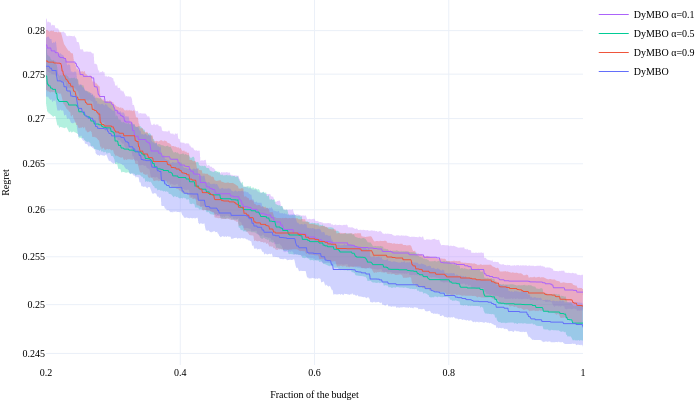 DyMBO α=0.1
DyMBO α=0.5
DyMBO α=0.9
DyMBO
0.28
0.275
0.27
0.265
0.26
0.255
0.25
0.245
Regret
0.2
0.4
0.6
0.8
1
Fraction of the budget